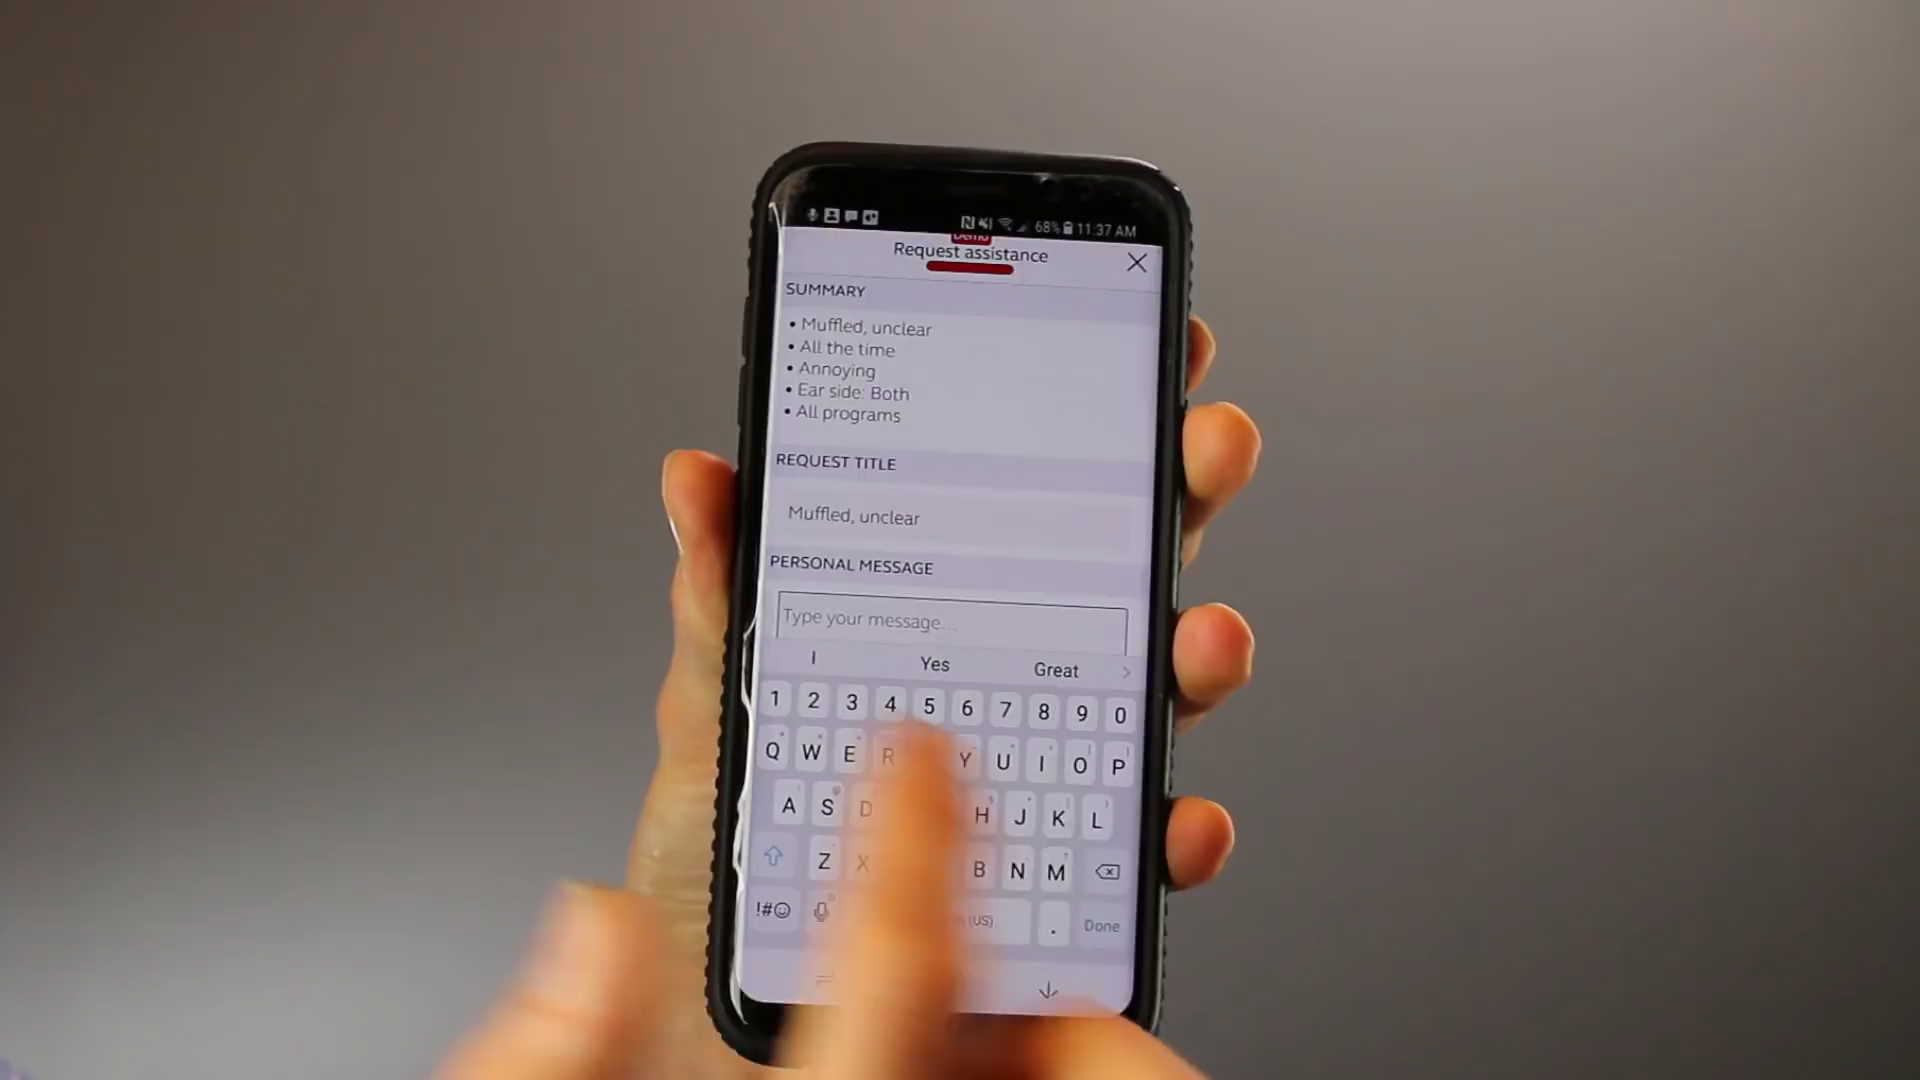 68% 11:37 AM
Demo
Request assistance
SUMMARY
• Muffled, unclear
• All the time
• Annoying
• Ear side: Both
• All programs
REQUEST TITLE
Muffled, unclear
PERSONAL MESSAGE
Type your message...
I Yes Great
1 2 3 4 5 6 7 8 9 0
Q W E R Y U I O P
A S D H J K L
Z X B N M
!#☺ (US) . Done